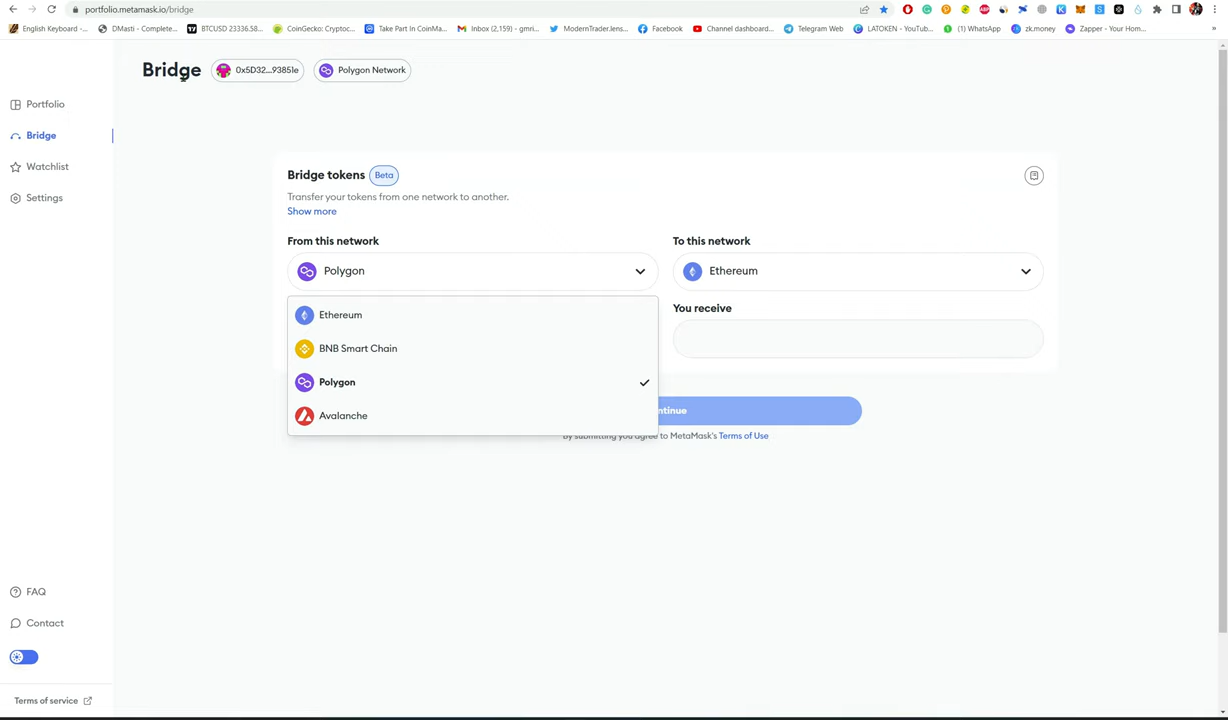 portfolio.metamask.io/bridge
English Keyboard -...
DMasti - Complete...
BTCUSD 23336.58...
CoinGecko: Cryptoc...
Take Part In CoinMa...
Inbox (2,159) - gmni...
ModernTrader.lens...
Facebook
Channel dashboard...
Telegram Web
LATOKEN - YouTub...
(1) WhatsApp
zk.money
Zapper - Your Hom...
Bridge
0x5D32...93851e
Polygon Network
Portfolio
Bridge
Watchlist
Settings
Bridge tokens
Beta
Transfer your tokens from one network to another.
Show more
From this network
To this network
Polygon
Ethereum
Ethereum
BNB Smart Chain
Polygon
Avalanche
You receive
ntinue
By submitting you agree to MetaMask's Terms of Use
FAQ
Contact
Terms of service